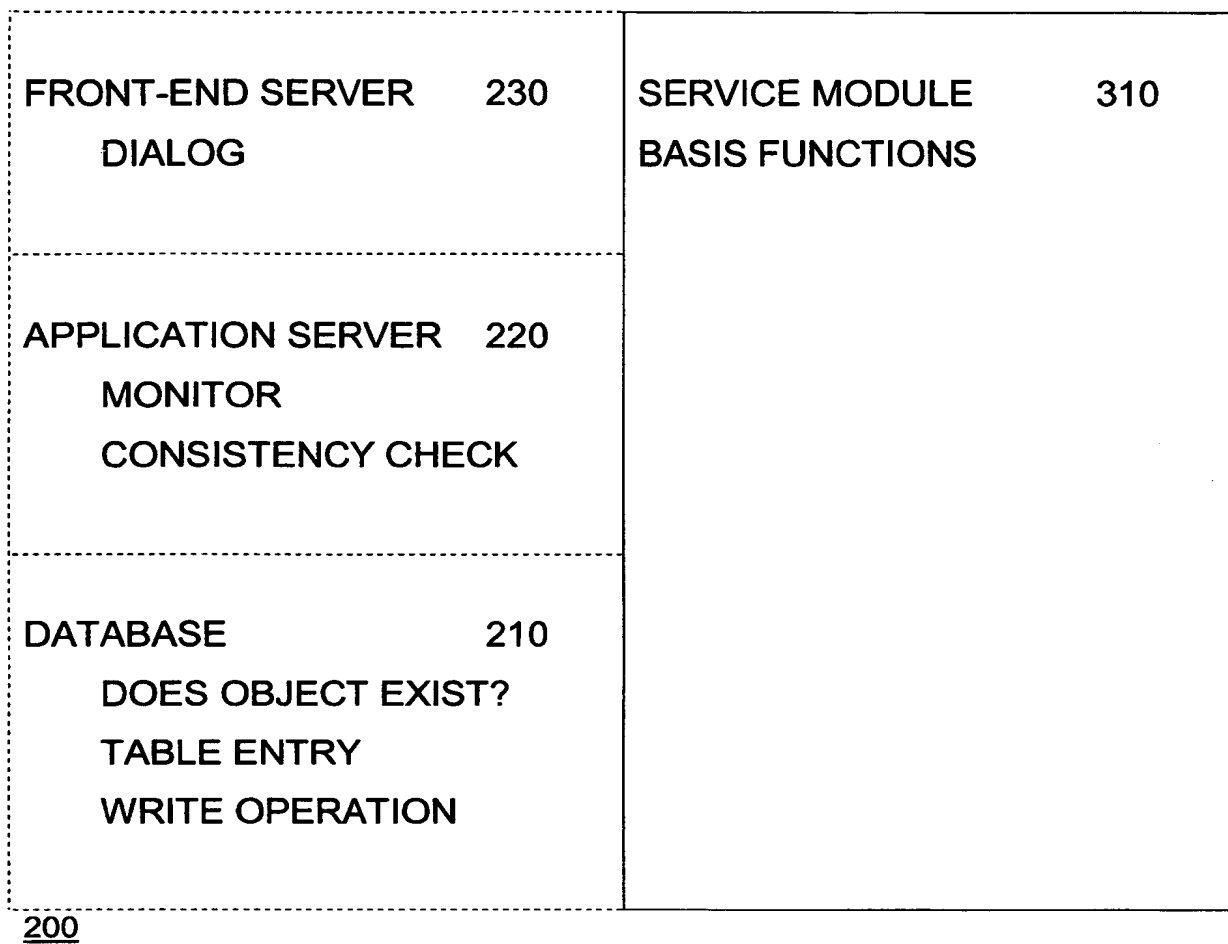 FRONT-END SERVER 230
DIALOG
SERVICE MODULE 310
BASIS FUNCTIONS
APPLICATION SERVER 220
MONITOR
CONSISTENCY CHECK
DATABASE 210
DOES OBJECT EXIST?
TABLE ENTRY
WRITE OPERATION
200